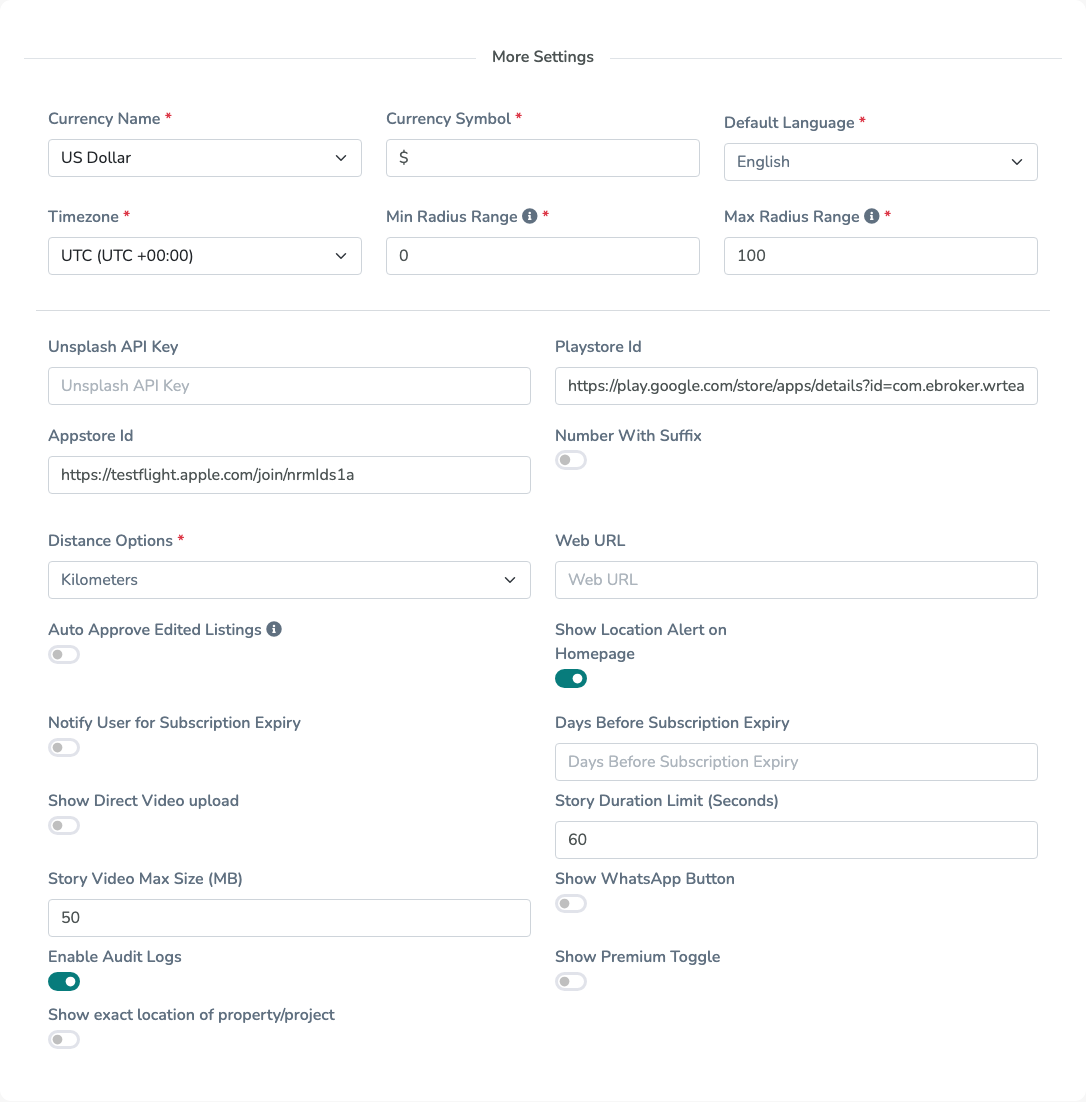 More Settings
Currency Name *
Currency Symbol *
Default Language *
US Dollar
$
English
Timezone *
Min Radius Range *
Max Radius Range *
UTC (UTC +00:00)
0
100
Unsplash API Key
Playstore Id
Unsplash API Key
https://play.google.com/store/apps/details?id=com.ebroker.wrtea
Appstore Id
Number With Suffix
https://testflight.apple.com/join/nrmIds1a
Distance Options *
Web URL
Kilometers
Web URL
Auto Approve Edited Listings
Show Location Alert on
Homepage
Notify User for Subscription Expiry
Days Before Subscription Expiry
Days Before Subscription Expiry
Show Direct Video upload
Story Duration Limit (Seconds)
60
Story Video Max Size (MB)
Show WhatsApp Button
50
Enable Audit Logs
Show Premium Toggle
Show exact location of property/project